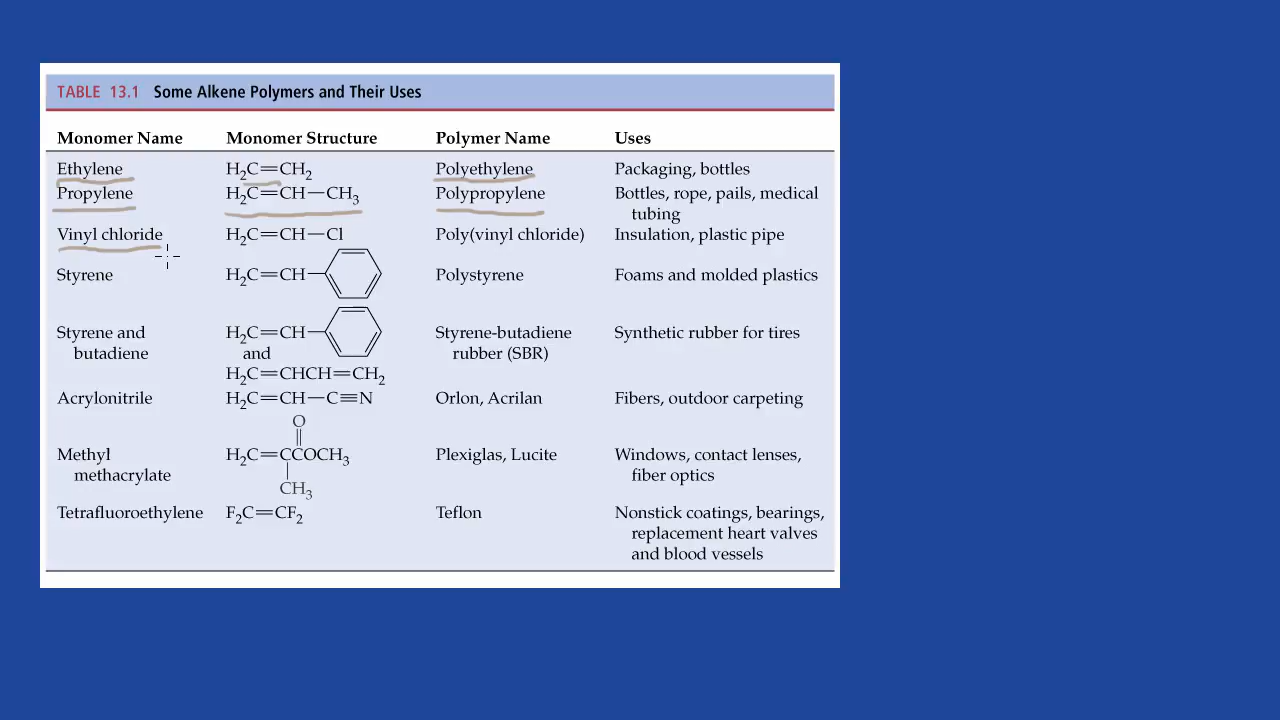 TABLE 13.1 Some Alkene Polymers and Their Uses
Monomer Name Monomer Structure Polymer Name Uses
Ethylene H₂C=CH₂ Polyethylene Packaging, bottles
Propylene H₂C=CH—CH₃ Polypropylene Bottles, rope, pails, medical
tubing
Vinyl chloride H₂C=CH—Cl Poly(vinyl chloride) Insulation, plastic pipe
Styrene H₂C=CH— Polystyrene Foams and molded plastics
Styrene and H₂C=CH— Styrene-butadiene Synthetic rubber for tires
butadiene and rubber (SBR)
H₂C=CHCH=CH₂
Acrylonitrile H₂C=CH—C≡N Orlon, Acrilan Fibers, outdoor carpeting
O
Methyl H₂C=CCOCH₃ Plexiglas, Lucite Windows, contact lenses,
methacrylate fiber optics
CH₃
Tetrafluoroethylene F₂C=CF₂ Teflon Nonstick coatings, bearings,
replacement heart valves
and blood vessels